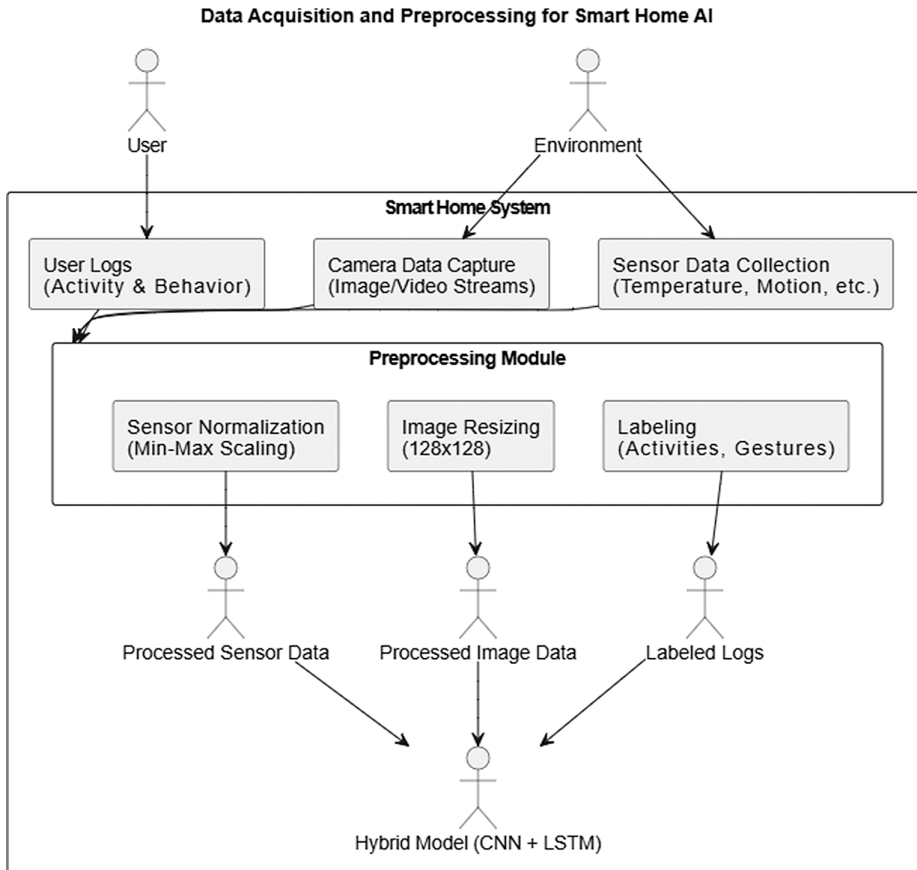 Data Acquisition and Preprocessing for Smart Home AI
User
Environment
Smart Home System
User Logs
(Activity & Behavior)
Camera Data Capture
(Image/Video Streams)
Sensor Data Collection
(Temperature, Motion, etc.)
Preprocessing Module
Sensor Normalization
(Min-Max Scaling)
Image Resizing
(128x128)
Labeling
(Activities, Gestures)
Processed Sensor Data
Processed Image Data
Labeled Logs
Hybrid Model (CNN + LSTM)